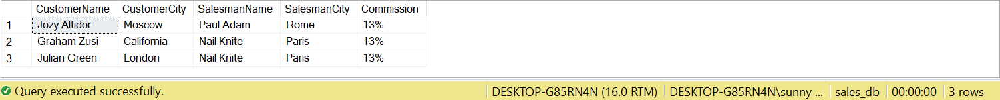 CustomerName CustomerCity SalesmanName SalesmanCity Commission
1 Jozy Altidor Moscow Paul Adam Rome 13%
2 Graham Zusi California Nail Knite Paris 13%
3 Julian Green London Nail Knite Paris 13%
Query executed successfully. DESKTOP-G85RN4N (16.0 RTM) DESKTOP-G85RN4N\sunny ... sales_db 00:00:00 3 rows